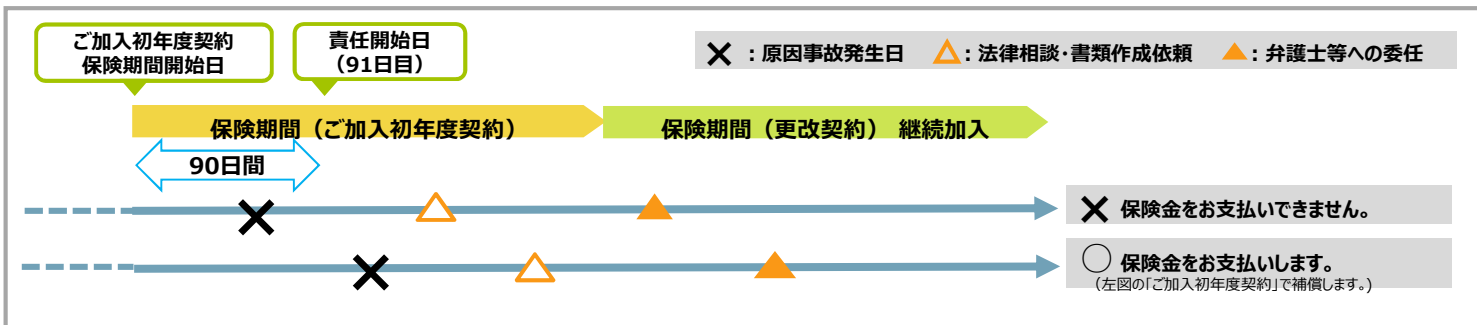 ご加入初年度契約
保険期間開始日
責任開始日
（91日目）
✕ ：原因事故発生日 △：法律相談・書類作成依頼 ▲：弁護士等への委任
保険期間（ご加入初年度契約）
保険期間（更改契約） 継続加入
90日間
✕ 保険金をお支払いできません。
○ 保険金をお支払いします。
（左図の「ご加入初年度契約」で補償します。）